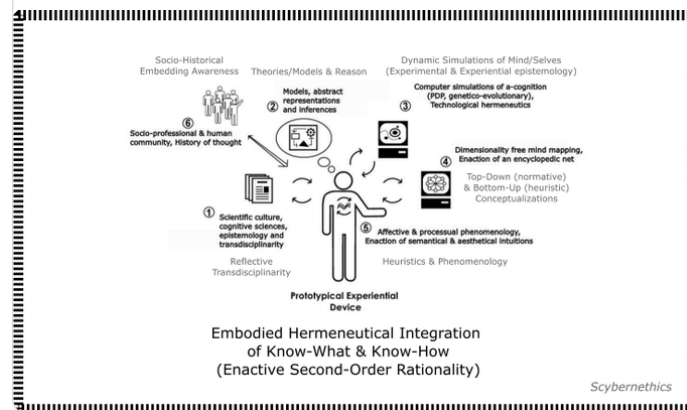 Socio-Historical
Embedding Awareness
Theories/Models & Reason
Dynamic Simulations of Mind/Selves
(Experimental & Experiential epistemology)
Models, abstract
representations
and inferences
②
Computer simulations of a-cognition
(PDP, genetico-evolutionary),
Technological hermeneutics
③
⑥
Socio-professional & human
community, History of thought
Dimensionality free mind mapping,
Enaction of an encyclopedic net
④
Top-Down (normative)
& Bottom-Up (heuristic)
Conceptualizations
①
Scientific culture,
cognitive sciences,
epistemology and
transdisciplinarity
Reflective
Transdisciplinarity
⑤
Affective & processual phenomenology,
Enaction of semantical & aesthetical intuitions
Heuristics & Phenomenology
Prototypical Experiential
Device
Embodied Hermeneutical Integration
of Know-What & Know-How
(Enactive Second-Order Rationality)
Scybernethics